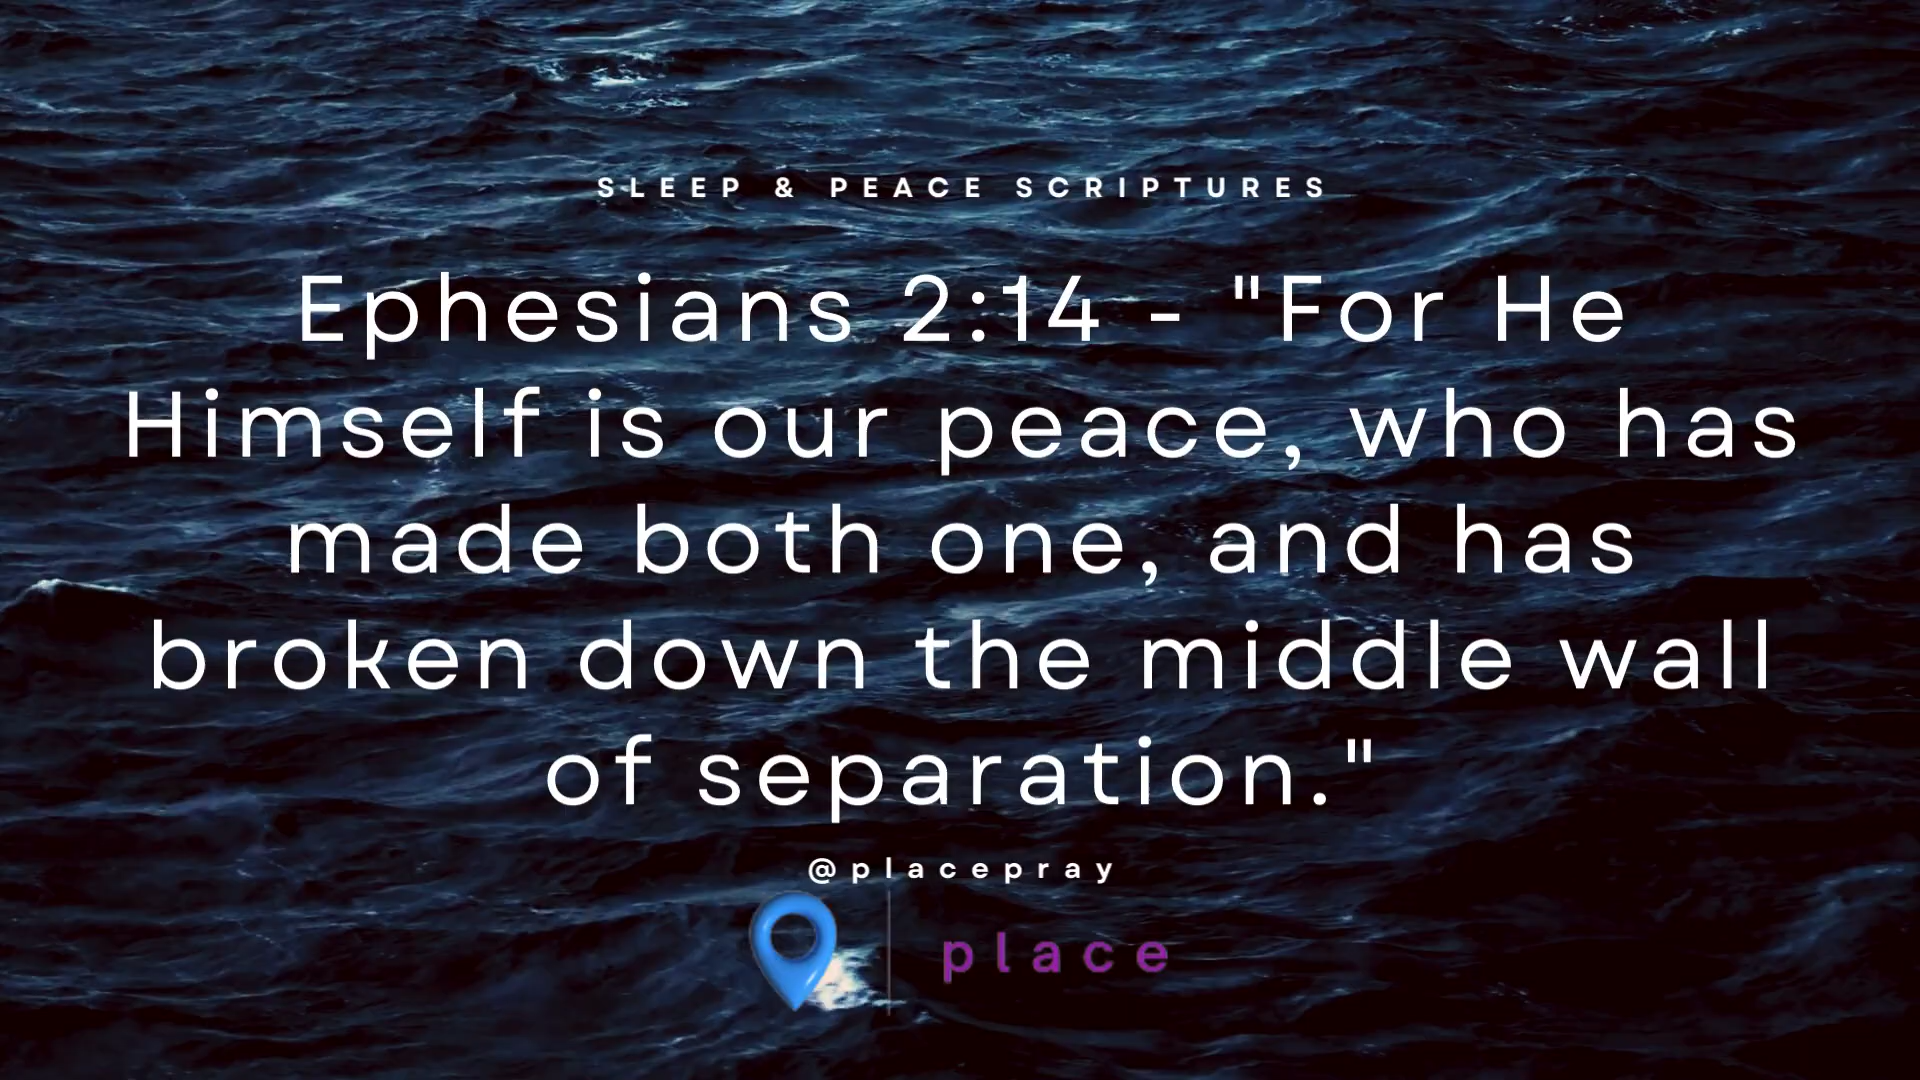 SLEEP & PEACE SCRIPTURES
Ephesians 2:14 - "For He
Himself is our peace, who has
made both one, and has
broken down the middle wall
of separation."
@placepray
place